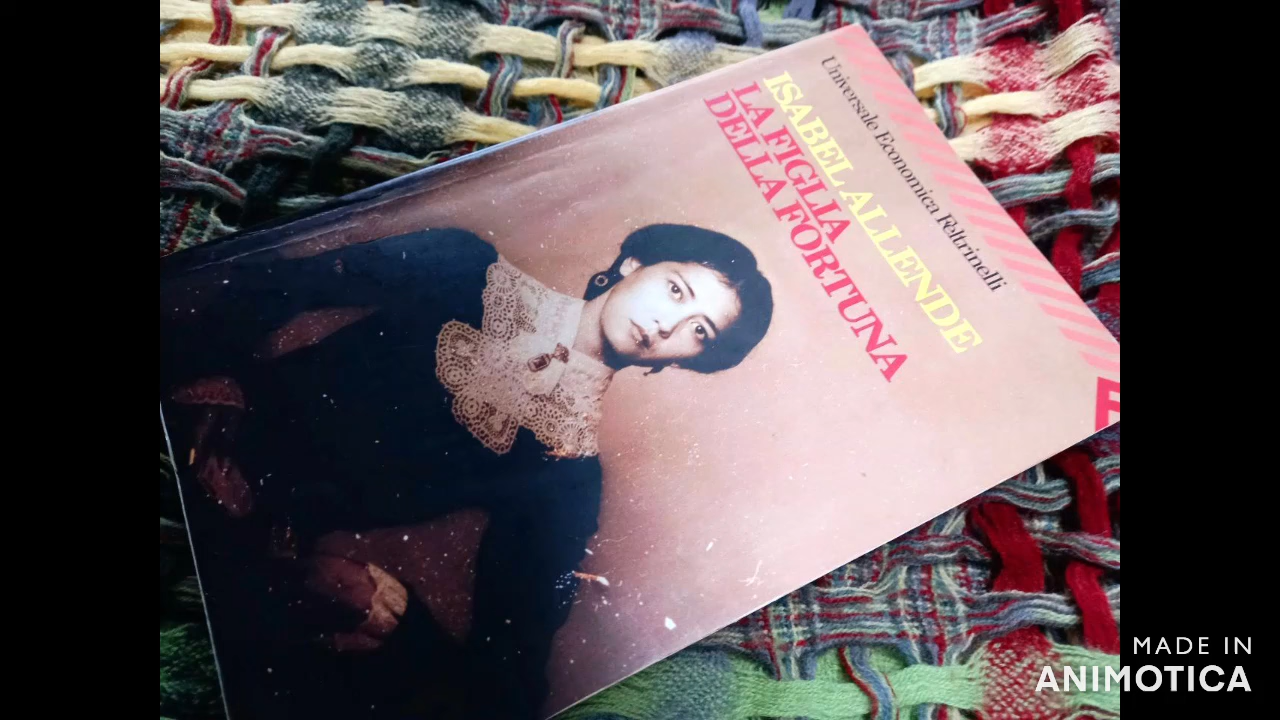 Universale Economica Feltrinelli
ISABEL ALLENDE
LA FIGLIA
DELLA FORTUNA
MADE IN
ANIMOTICA